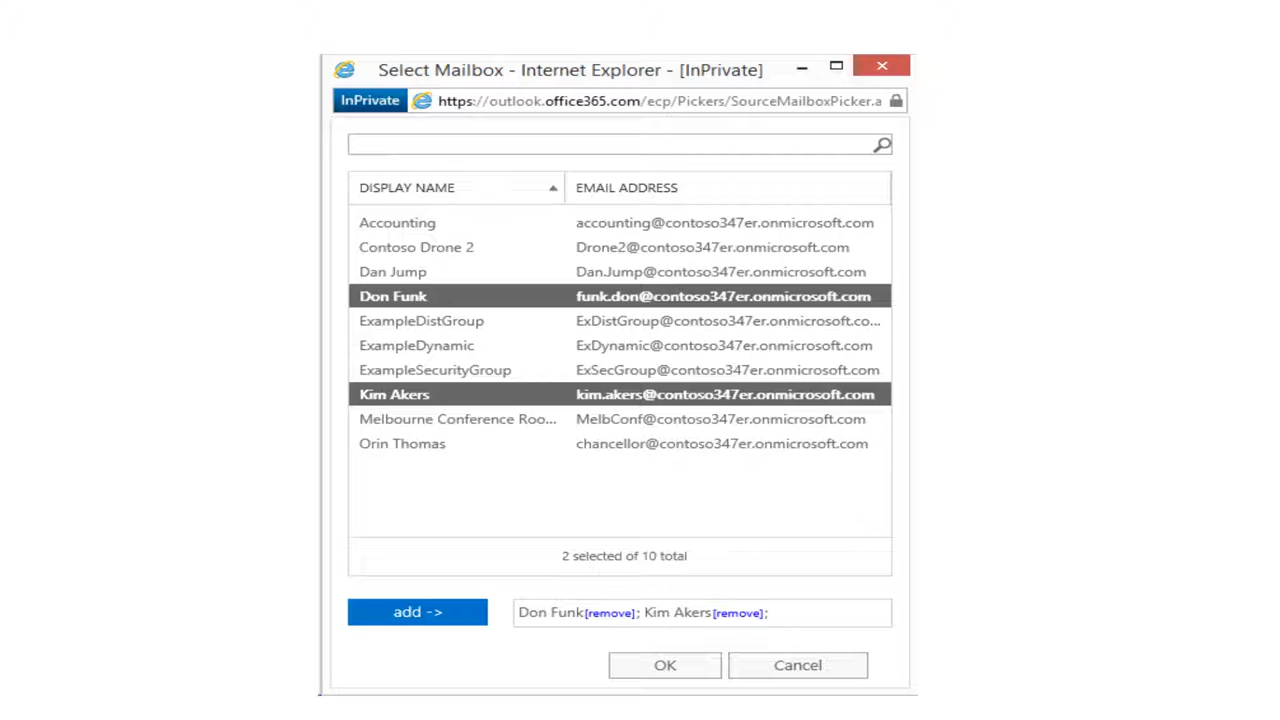 Select Mailbox - Internet Explorer - [InPrivate]
InPrivate https://outlook.office365.com/ecp/Pickers/SourceMailboxPicker.a
DISPLAY NAME EMAIL ADDRESS
Accounting accounting@contoso347er.onmicrosoft.com
Contoso Drone 2 Drone2@contoso347er.onmicrosoft.com
Dan Jump Dan.Jump@contoso347er.onmicrosoft.com
Don Funk funk.don@contoso347er.onmicrosoft.com
ExampleDistGroup ExDistGroup@contoso347er.onmicrosoft.co...
ExampleDynamic ExDynamic@contoso347er.onmicrosoft.com
ExampleSecurityGroup ExSecGroup@contoso347er.onmicrosoft.com
Kim Akers kim.akers@contoso347er.onmicrosoft.com
Melbourne Conference Roo... MelbConf@contoso347er.onmicrosoft.com
Orin Thomas chancellor@contoso347er.onmicrosoft.com
2 selected of 10 total
add -> Don Funk[remove]; Kim Akers[remove];
OK Cancel